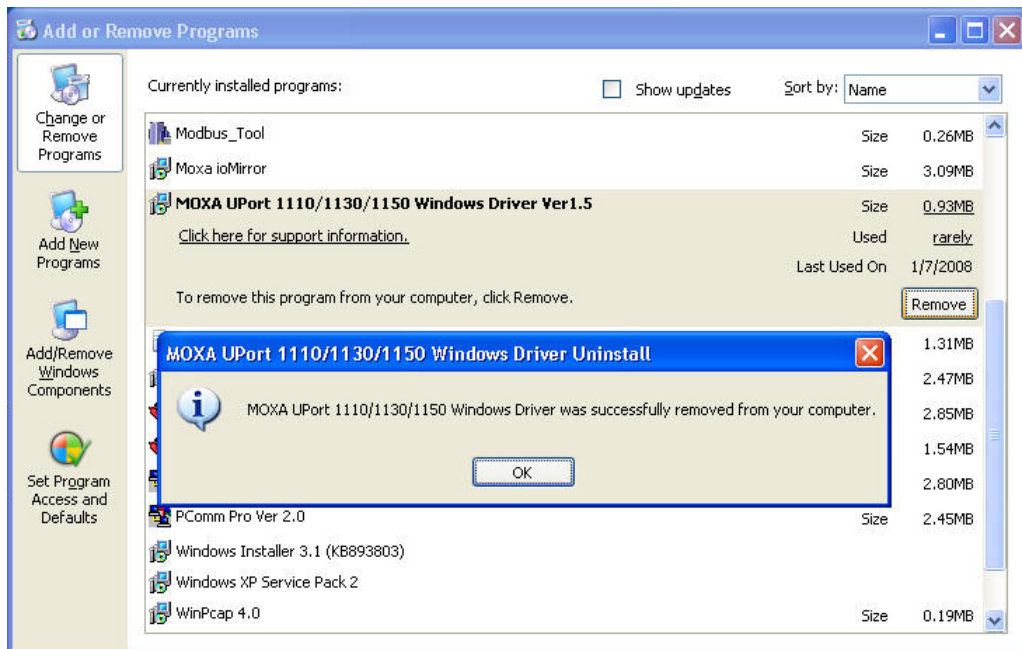 Add or Remove Programs
Change or
Remove
Programs
Add New
Programs
Add/Remove
Windows
Components
Set Program
Access and
Defaults
Currently installed programs:
Show updates
Sort by: Name
Modbus_Tool Size 0.26MB
Moxa ioMirror Size 3.09MB
MOXA UPort 1110/1130/1150 Windows Driver Ver1.5 Size 0.93MB
Click here for support information. Used rarely
Last Used On 1/7/2008
To remove this program from your computer, click Remove. Remove
1.31MB
2.47MB
2.85MB
1.54MB
2.80MB
MOXA UPort 1110/1130/1150 Windows Driver Uninstall
MOXA UPort 1110/1130/1150 Windows Driver was successfully removed from your computer.
OK
PComm Pro Ver 2.0 Size 2.45MB
Windows Installer 3.1 (KB893803)
Windows XP Service Pack 2
WinPcap 4.0 Size 0.19MB